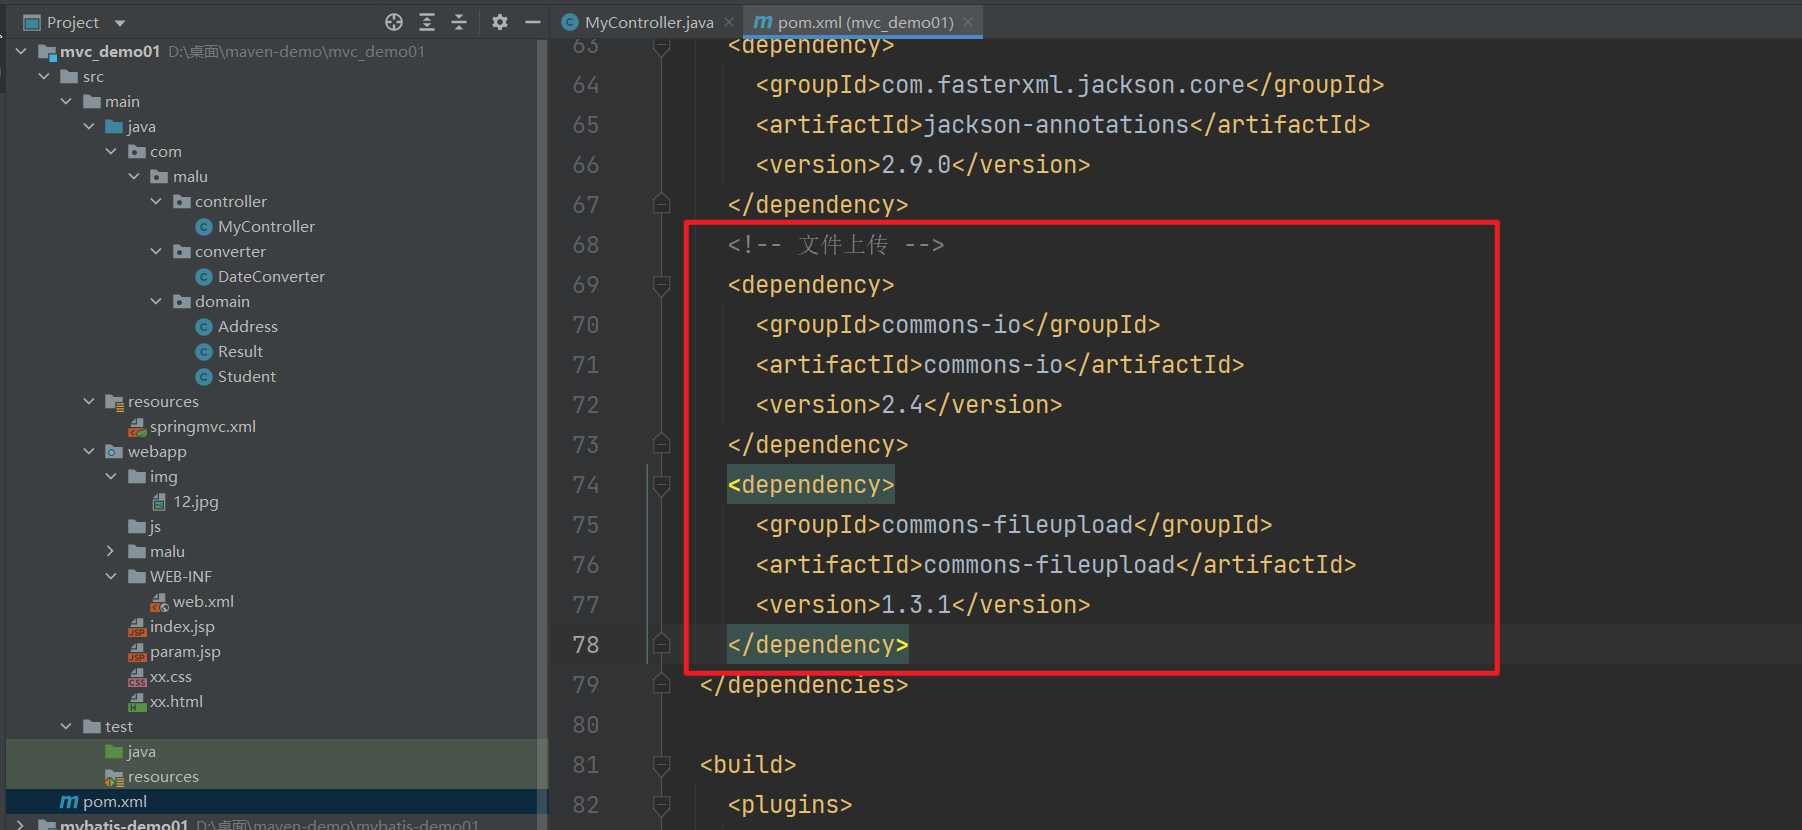 Project
mvc_demo01 D:\桌面\maven-demo\mvc_demo01
src
main
java
com
malu
controller
MyController
converter
DateConverter
domain
Address
Result
Student
resources
springmvc.xml
webapp
img
12.jpg
js
malu
WEB-INF
web.xml
index.jsp
param.jsp
xx.css
xx.html
test
java
resources
pom.xml
mybatis-demo01 D:\桌面\maven-demo\mybatis-demo01
MyController.java
pom.xml (mvc_demo01)
63 <dependency>
64 <groupId>com.fasterxml.jackson.core</groupId>
65 <artifactId>jackson-annotations</artifactId>
66 <version>2.9.0</version>
67 </dependency>
68 <!-- 文件上传 -->
69 <dependency>
70 <groupId>commons-io</groupId>
71 <artifactId>commons-io</artifactId>
72 <version>2.4</version>
73 </dependency>
74 <dependency>
75 <groupId>commons-fileupload</groupId>
76 <artifactId>commons-fileupload</artifactId>
77 <version>1.3.1</version>
78 </dependency>
79 </dependencies>
80
81 <build>
82 <plugins>